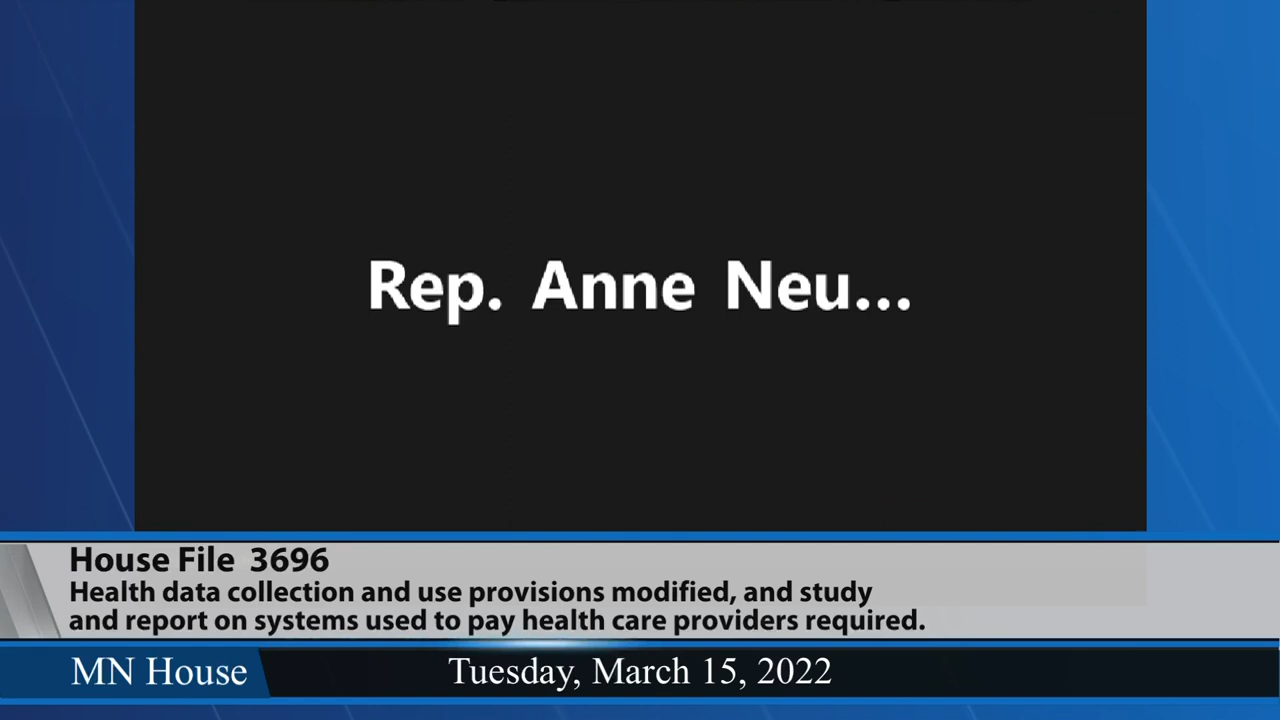 Rep. Anne Neu...
House File 3696
Health data collection and use provisions modified, and study
and report on systems used to pay health care providers required.
MN House
Tuesday, March 15, 2022